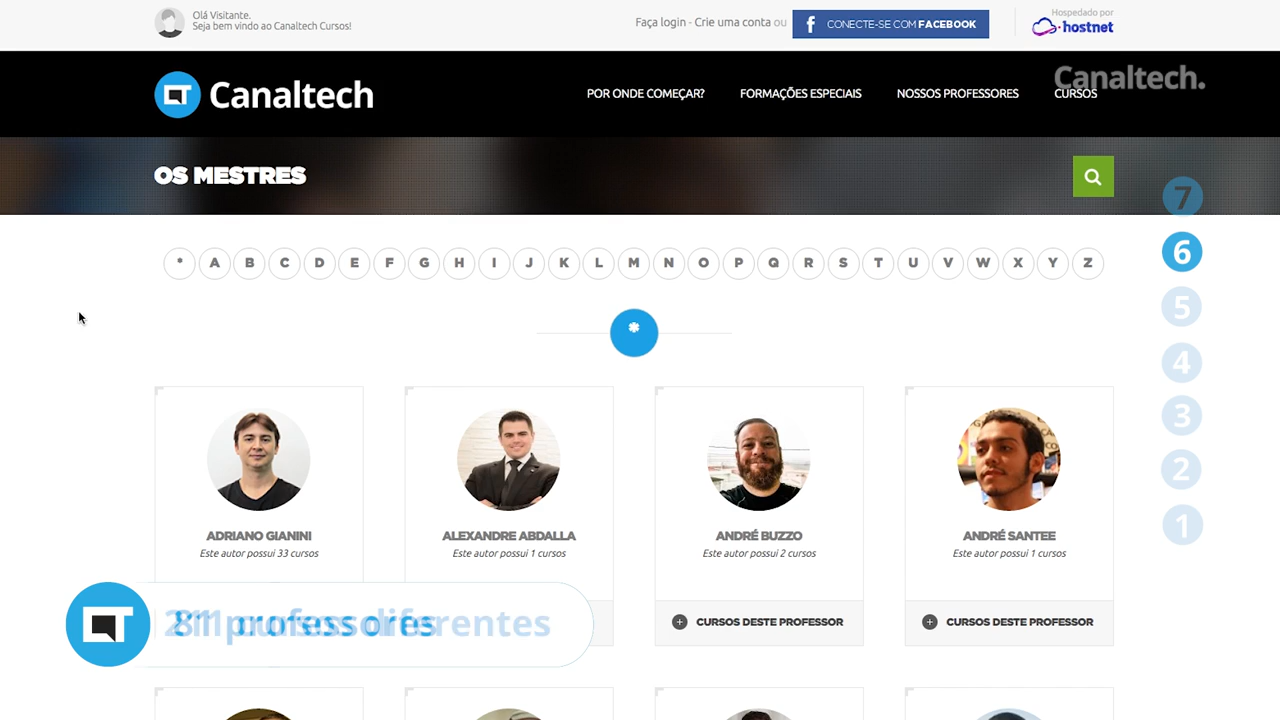 Olá Visitante.
Seja bem vindo ao Canaltech Cursos!
Faça login - Crie uma conta ou
CONECTE-SE COM FACEBOOK
Hospedado por
hostnet
Canaltech
POR ONDE COMEÇAR?
FORMAÇÕES ESPECIAIS
NOSSOS PROFESSORES
CURSOS
Canaltech.
OS MESTRES
* A B C D E F G H I J K L M N O P Q R S T U V W X Y Z
*
7
6
5
4
3
2
1
ADRIANO GIANINI
Este autor possui 33 cursos
ALEXANDRE ABDALLA
Este autor possui 1 cursos
ANDRÉ BUZZO
Este autor possui 2 cursos
ANDRÉ SANTEE
Este autor possui 1 cursos
professores
CURSOS DESTE PROFESSOR
CURSOS DESTE PROFESSOR